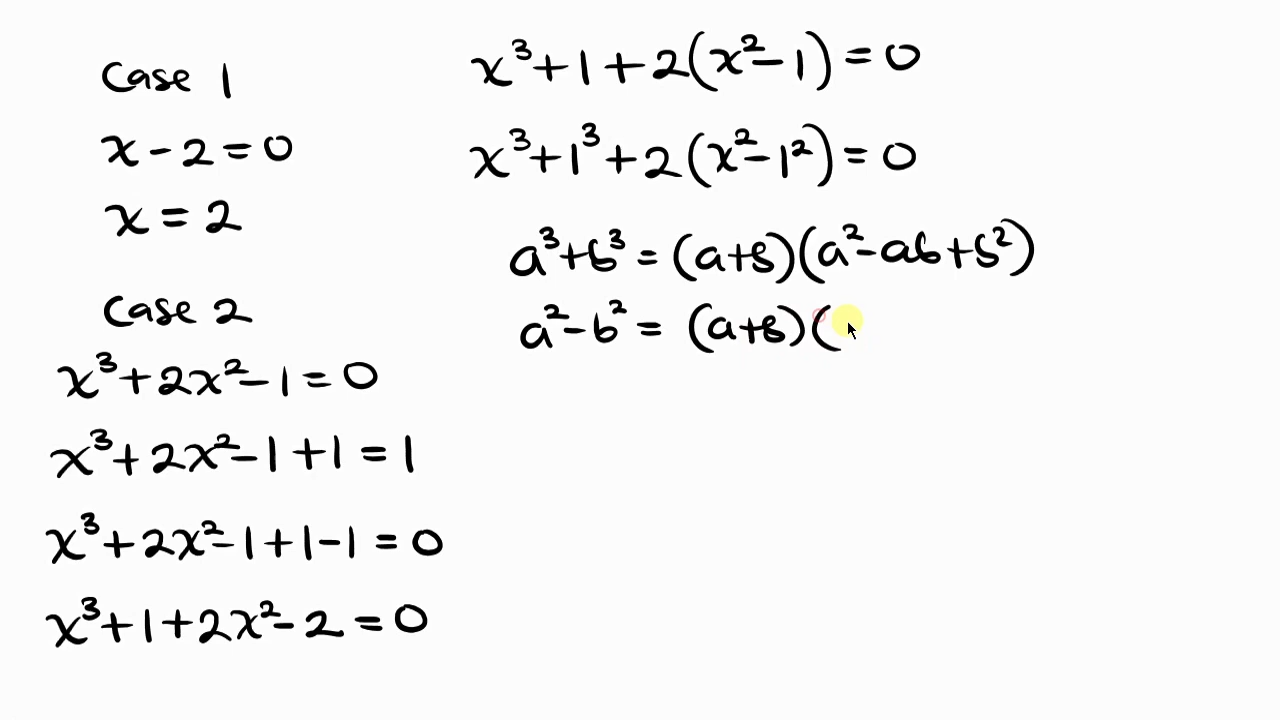 Case 1
x - 2 = 0
x = 2
Case 2
x³ + 2x² - 1 = 0
x³ + 2x² - 1 + 1 = 1
x³ + 2x² - 1 + 1 - 1 = 0
x³ + 1 + 2x² - 2 = 0
x³ + 1 + 2(x² - 1) = 0
x³ + 1³ + 2(x² - 1²) = 0
a³ + b³ = (a + b)(a² - ab + b²)
a² - b² = (a + b)(